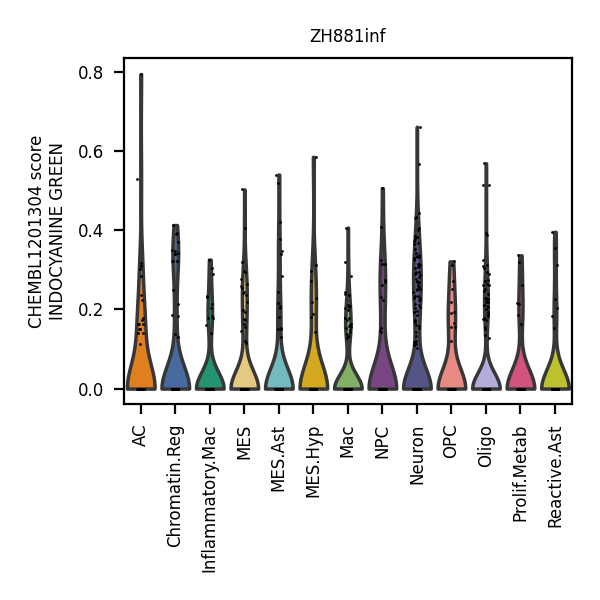 ZH881inf
CHEMBL1201304 score
INDOCYANINE GREEN
0.8
0.6
0.4
0.2
0.0
AC
Chromatin.Reg
Inflammatory.Mac
MES
MES.Ast
MES.Hyp
Mac
NPC
Neuron
OPC
Oligo
Prolif.Metab
Reactive.Ast